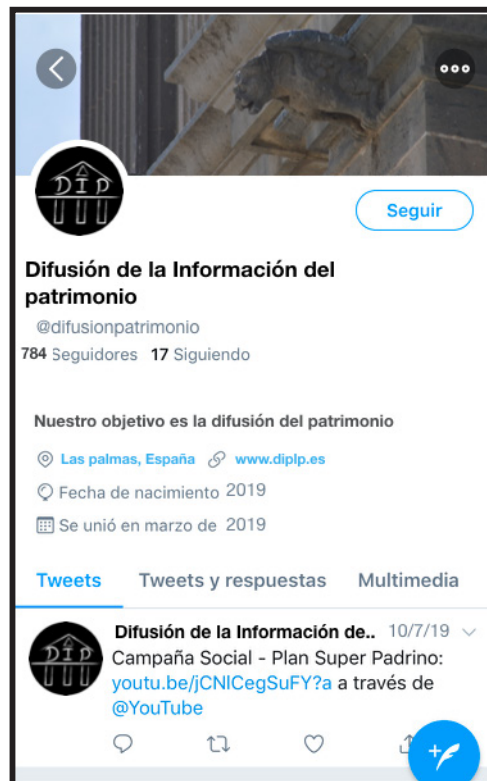 DIP
Seguir
Difusión de la Información del
patrimonio
@difusionpatrimonio
784 Seguidores 17 Siguiendo
Nuestro objetivo es la difusión del patrimonio
Las palmas, España www.diplp.es
Fecha de nacimiento 2019
Se unió en marzo de 2019
Tweets Tweets y respuestas Multimedia
DIP
Difusión de la Información de.. 10/7/19
Campaña Social - Plan Super Padrino:
youtu.be/jCNlCegSuFY?a a través de
@YouTube